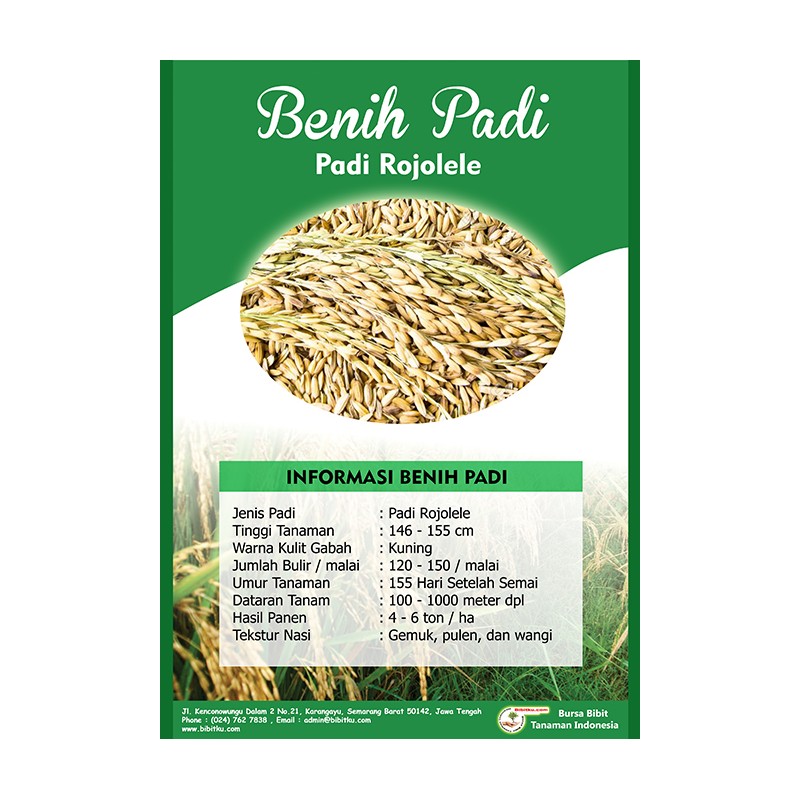 Benih Padi
Padi Rojolele
INFORMASI BENIH PADI
Jenis Padi : Padi Rojolele
Tinggi Tanaman : 146 - 155 cm
Warna Kulit Gabah : Kuning
Jumlah Bulir / malai : 120 - 150 / malai
Umur Tanaman : 155 Hari Setelah Semai
Dataran Tanam : 100 - 1000 meter dpl
Hasil Panen : 4 - 6 ton / ha
Tekstur Nasi : Gemuk, pulen, dan wangi
Jl. Kenconowungu Dalam 2 No.21, Karangayu, Semarang Barat 50142, Jawa Tengah
Phone : (024) 762 7838 , Email : admin@bibitku.com
www.bibitku.com
Bibitku.com
Bursa Bibit
Tanaman Indonesia